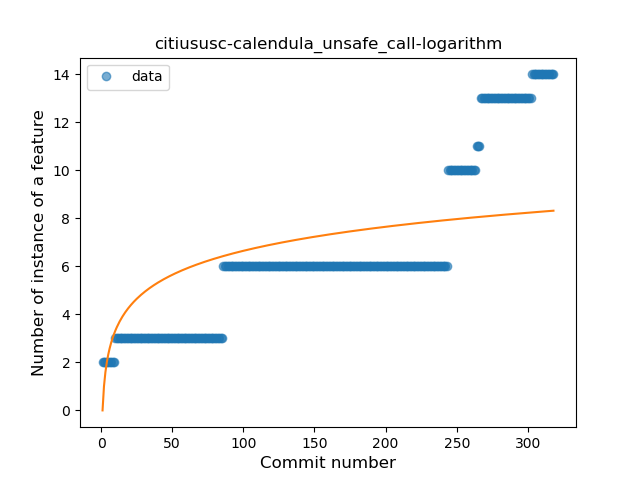 citiususc-calendula_unsafe_call-logarithm
data
Number of instance of a feature
14
12
10
8
6
4
2
0
0 50 100 150 200 250 300
Commit number